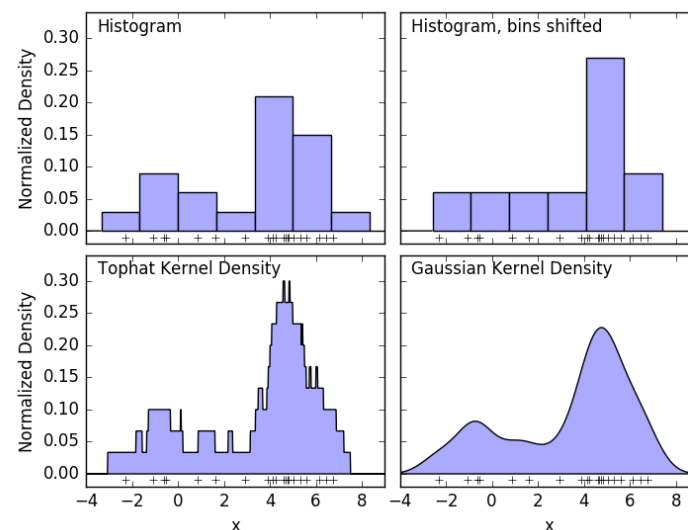 Histogram
Histogram, bins shifted
Normalized Density
0.30
0.25
0.20
0.15
0.10
0.05
0.00
Tophat Kernel Density
Gaussian Kernel Density
Normalized Density
0.30
0.25
0.20
0.15
0.10
0.05
0.00
−4 −2 0 2 4 6 8
−4 −2 0 2 4 6 8
x
x